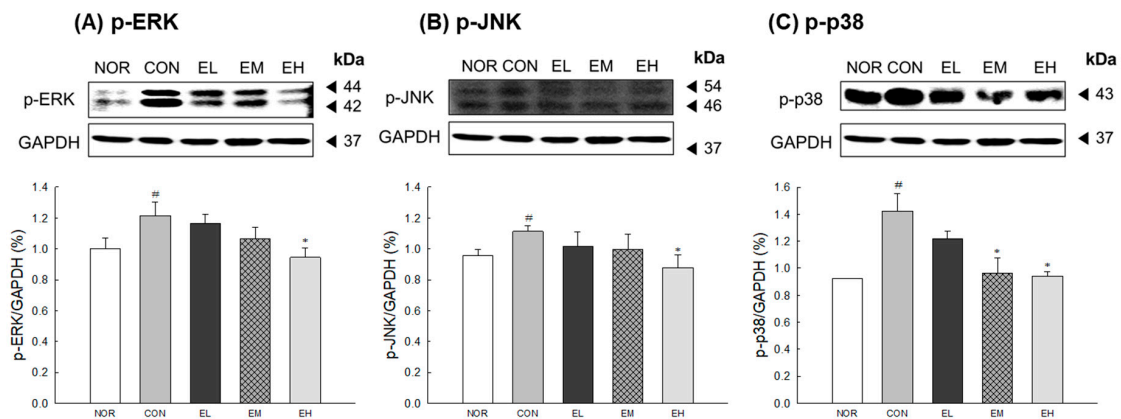 (A) p-ERK
NOR CON EL EM EH kDa
p-ERK
44
42
GAPDH
37
1.4
1.2
1.0
0.8
0.6
0.4
0.2
0.0
p-ERK/GAPDH (%)
#
*
NOR CON EL EM EH
(B) p-JNK
NOR CON EL EM EH kDa
p-JNK
54
46
GAPDH
37
1.4
1.2
1.0
0.8
0.6
0.4
0.2
0.0
p-JNK/GAPDH (%)
#
*
NOR CON EL EM EH
(C) p-p38
NOR CON EL EM EH kDa
p-p38
43
GAPDH
37
1.6
1.4
1.2
1.0
0.8
0.6
0.4
0.2
0.0
p-p38/GAPDH (%)
#
*
*
NOR CON EL EM EH